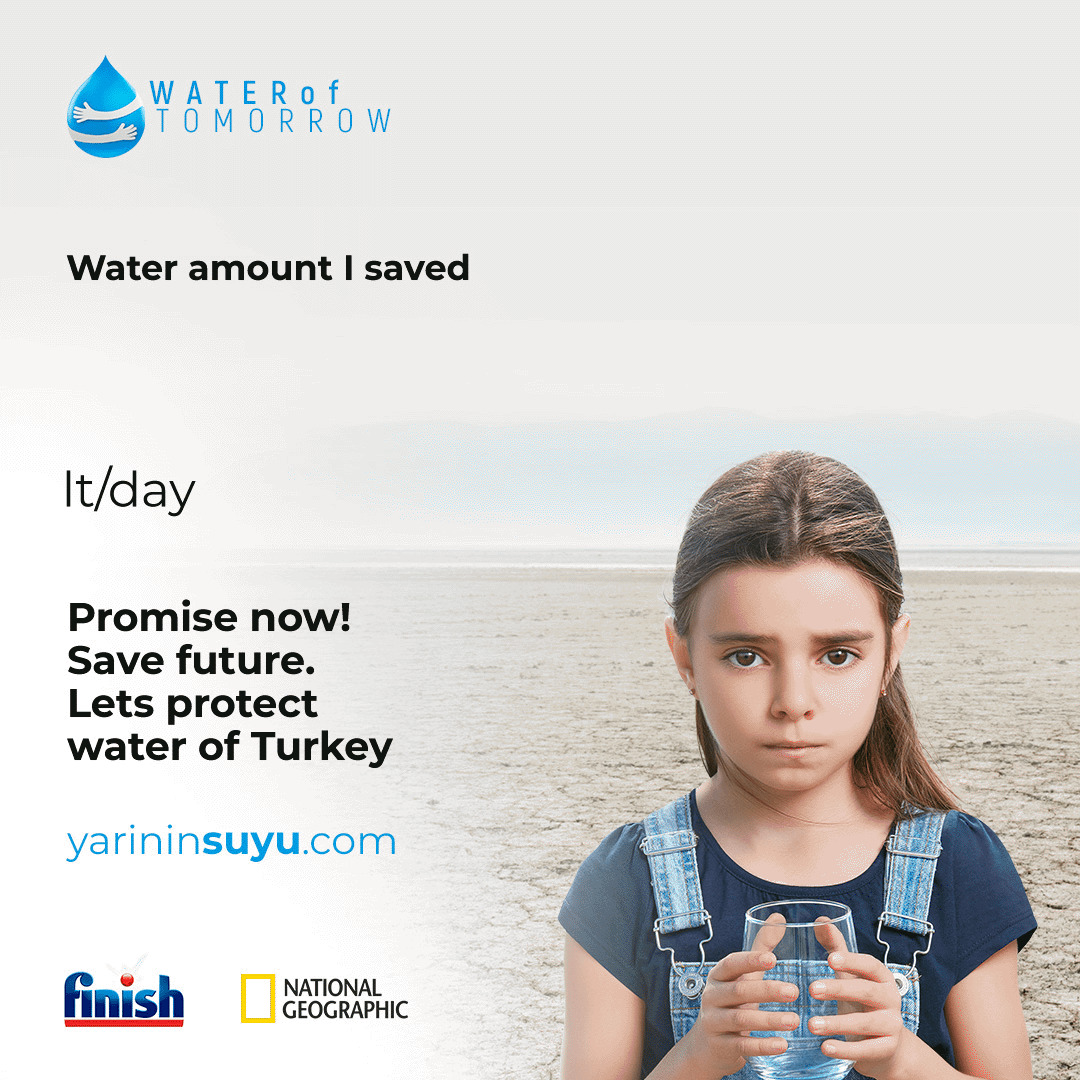 WATER of
TOMORROW
Water amount I saved
lt/day
Promise now!
Save future.
Lets protect
water of Turkey
yarininsuyu.com
finish
NATIONAL
GEOGRAPHIC